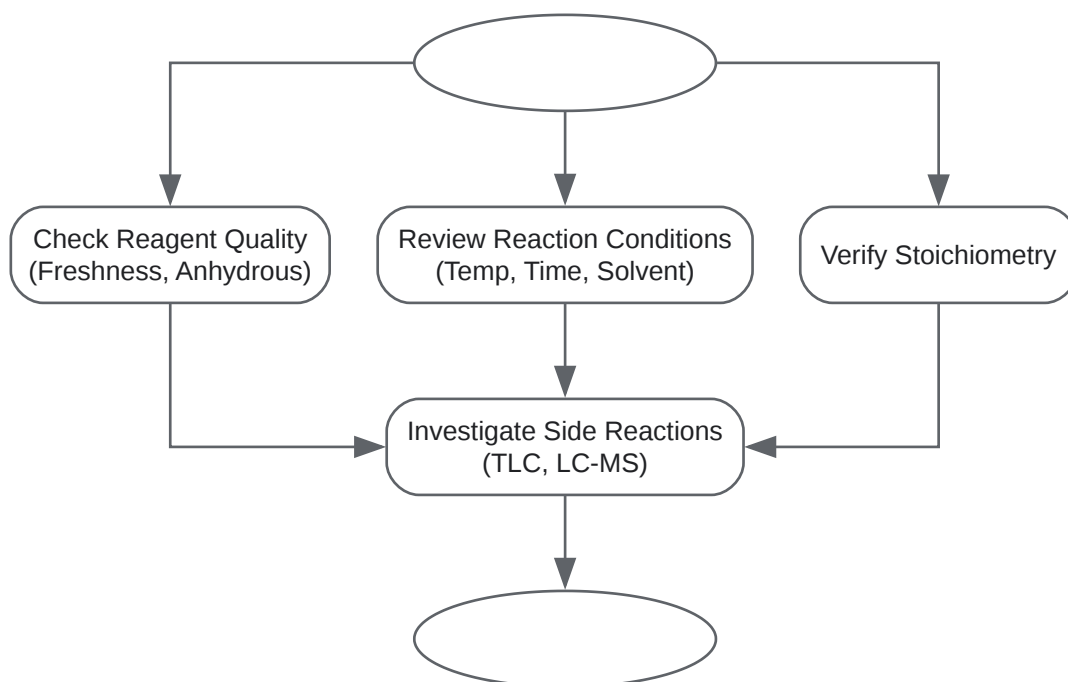 Check Reagent Quality
(Freshness, Anhydrous)
Review Reaction Conditions
(Temp, Time, Solvent)
Verify Stoichiometry
Investigate Side Reactions
(TLC, LC-MS)